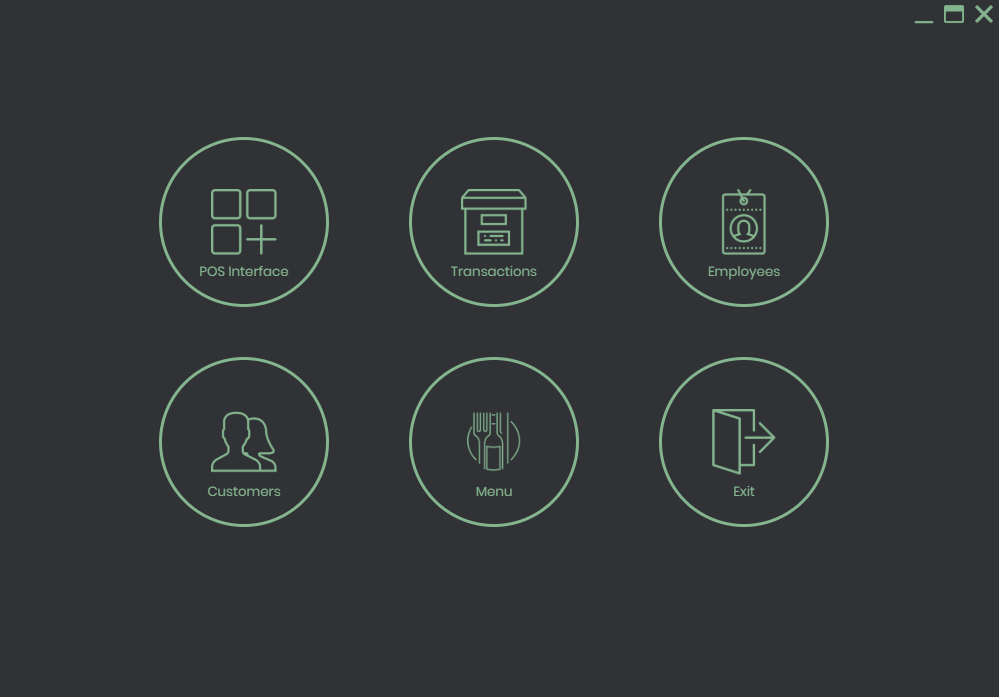 POS Interface
Transactions
Employees
Customers
Menu
Exit